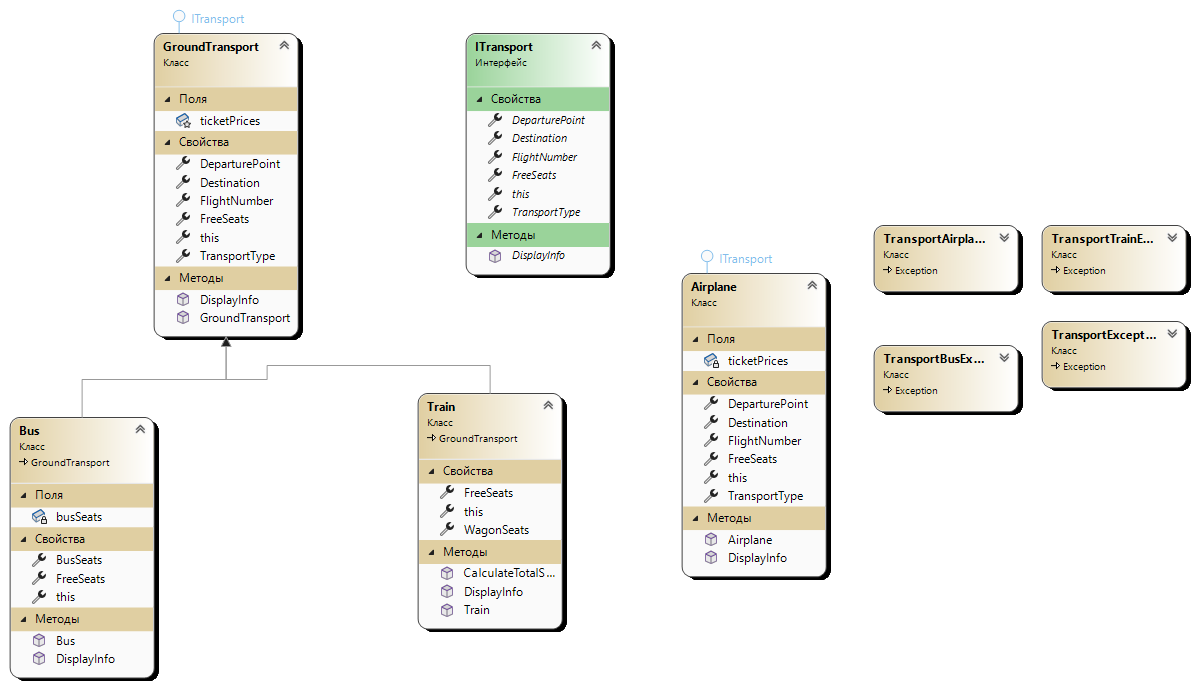 ITransport
GroundTransport
Класс
Поля
ticketPrices
Свойства
DeparturePoint
Destination
FlightNumber
FreeSeats
this
TransportType
Методы
DisplayInfo
GroundTransport
ITransport
Интерфейс
Свойства
DeparturePoint
Destination
FlightNumber
FreeSeats
this
TransportType
Методы
DisplayInfo
Bus
Класс
GroundTransport
Поля
busSeats
Свойства
BusSeats
FreeSeats
this
Методы
Bus
DisplayInfo
Train
Класс
GroundTransport
Свойства
FreeSeats
this
WagonSeats
Методы
CalculateTotalS...
DisplayInfo
Train
ITransport
Airplane
Класс
Поля
ticketPrices
Свойства
DeparturePoint
Destination
FlightNumber
FreeSeats
this
TransportType
Методы
Airplane
DisplayInfo
TransportAirpla...
Класс
Exception
TransportTrainE...
Класс
Exception
TransportBusEx...
Класс
Exception
TransportExcept...
Класс
Exception